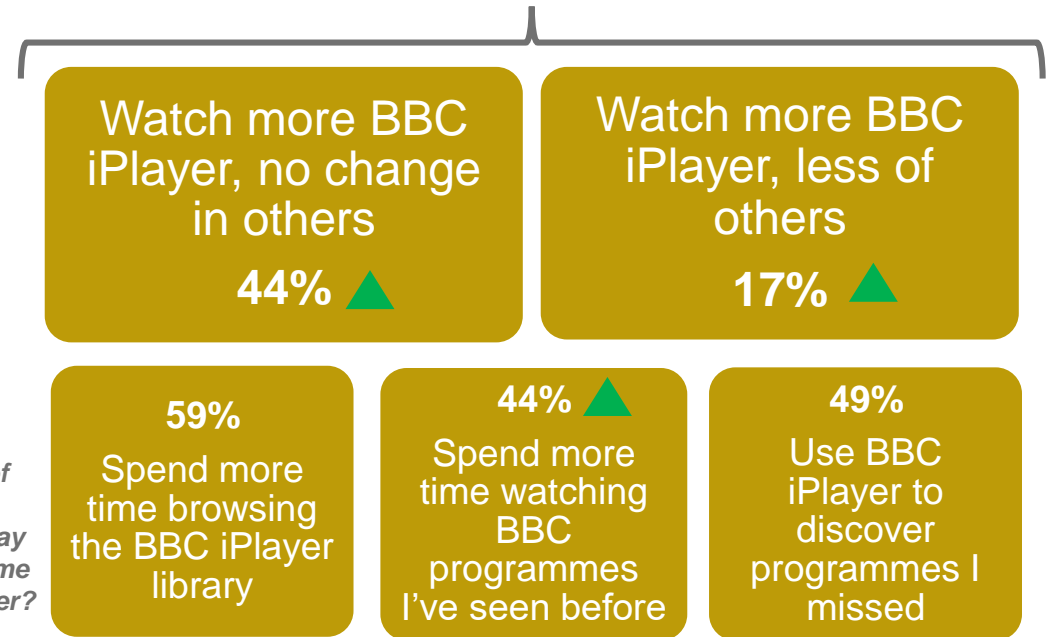 Watch more BBC
iPlayer, no change
in others
44%
Watch more BBC
iPlayer, less of
others
17%
59%
Spend more
time browsing
the BBC iPlayer
library
44%
Spend more
time watching
BBC
programmes
I've seen before
49%
Use BBC
iPlayer to
discover
programmes I
missed